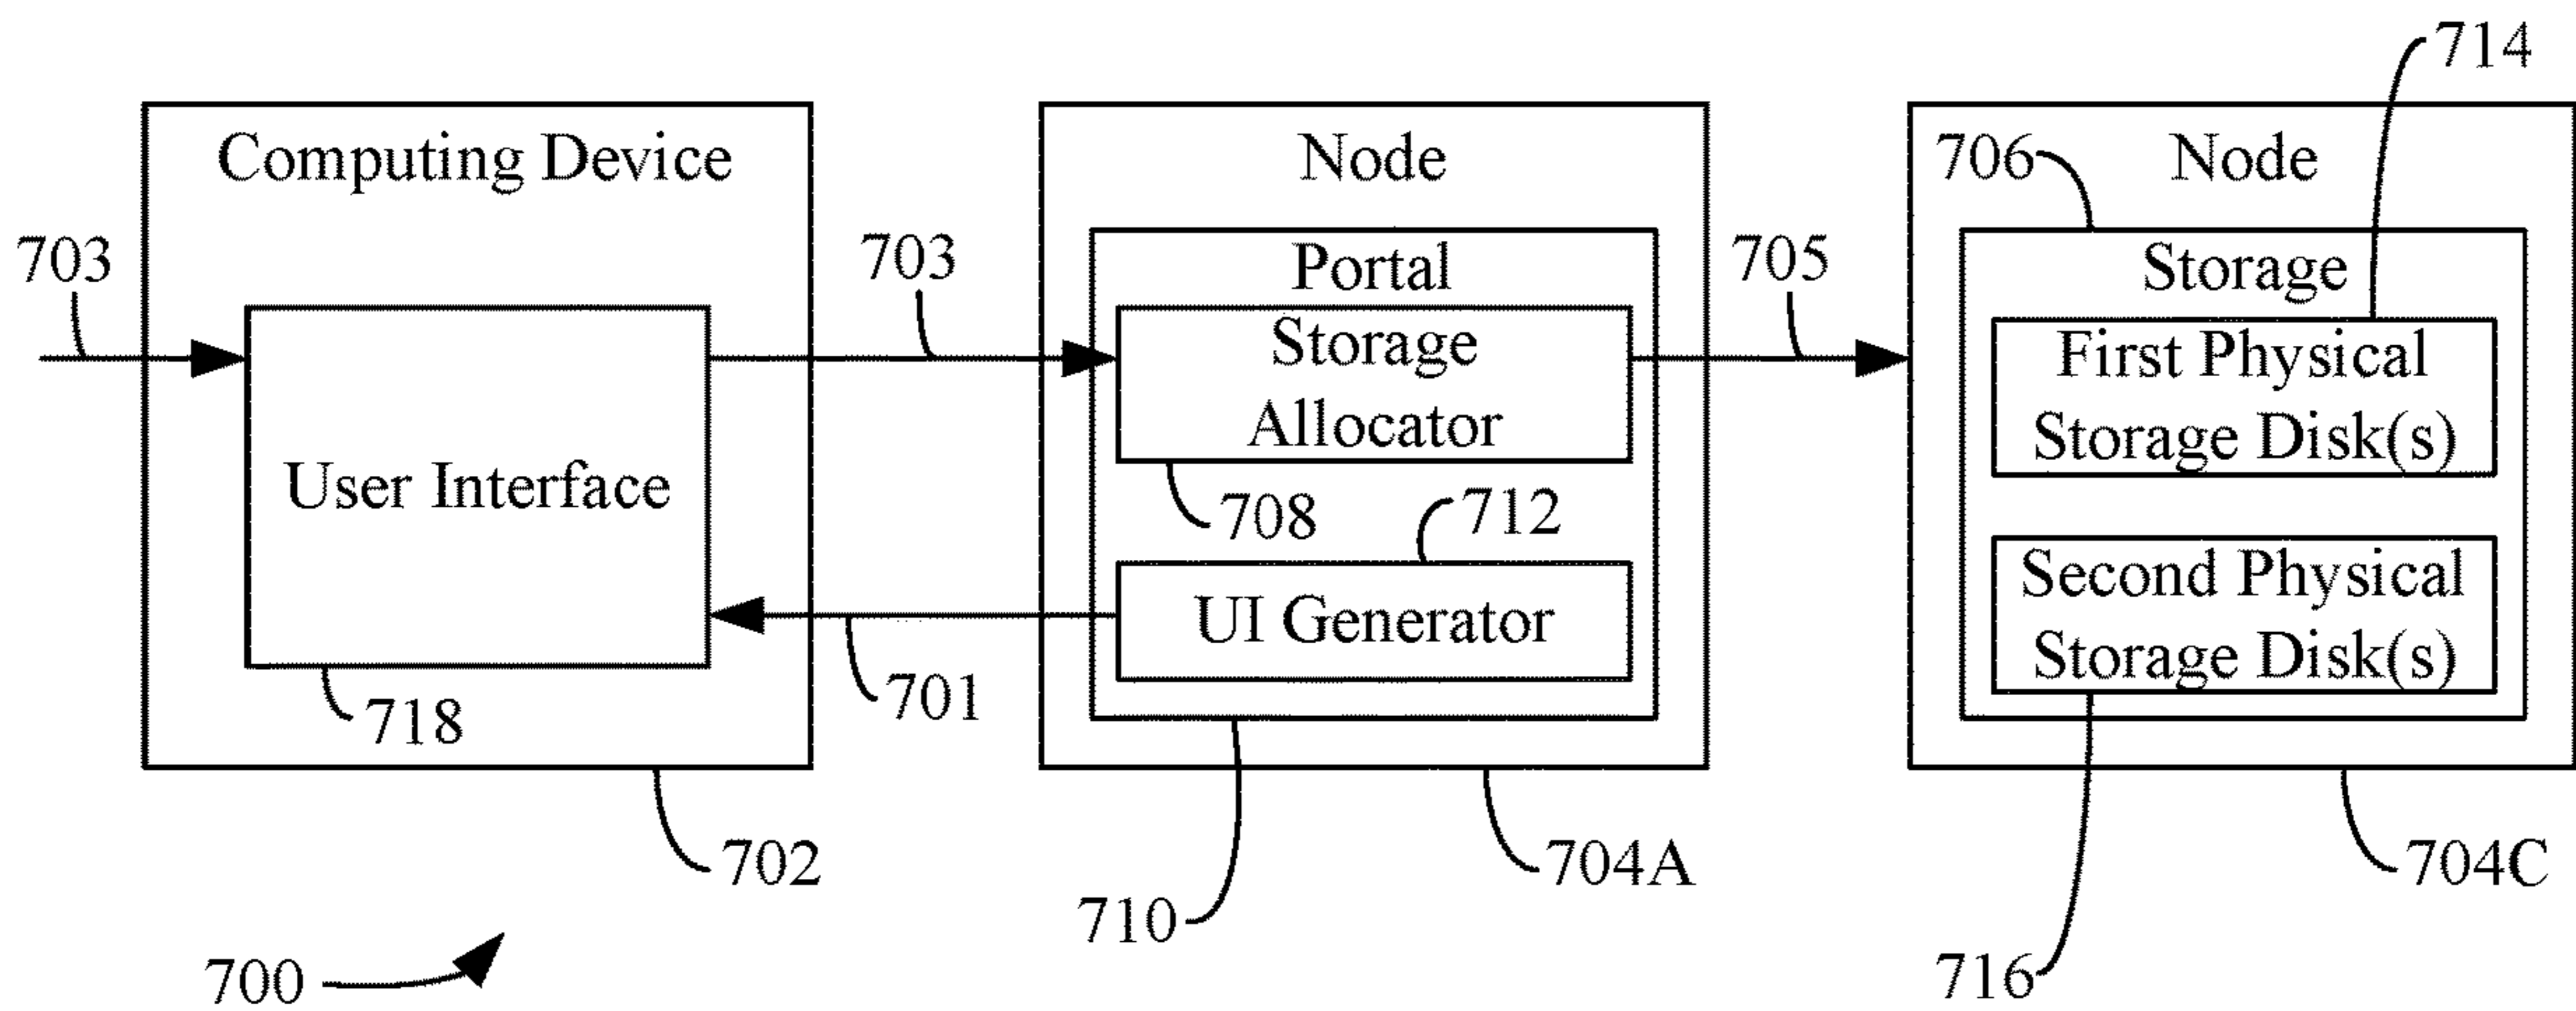 714
Computing Device
Node
706
Node
703
703
Portal
705
Storage
Storage
Allocator
First Physical
Storage Disk(s)
User Interface
708
712
UI Generator
Second Physical
Storage Disk(s)
718
701
702
704A
704C
710
716
700